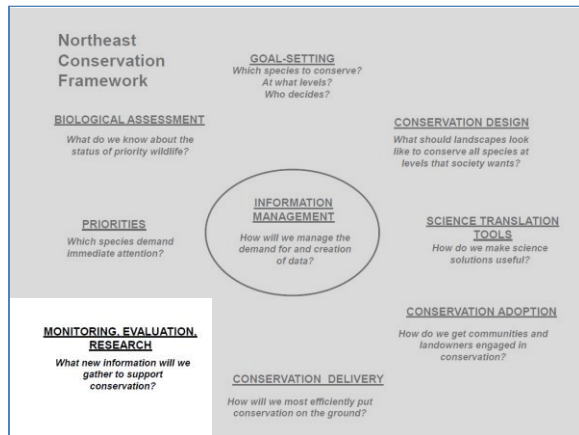 Northeast
Conservation
Framework
GOAL-SETTING
Which species to conserve?
At what levels?
Who decides?
BIOLOGICAL ASSESSMENT
What do we know about the
status of priority wildlife?
CONSERVATION DESIGN
What should landscapes look
like to conserve all species at
levels that society wants?
INFORMATION
MANAGEMENT
How will we manage the
demand for and creation
of data?
PRIORITIES
Which species demand
immediate attention?
SCIENCE TRANSLATION
TOOLS
How do we make science
solutions useful?
MONITORING, EVALUATION,
RESEARCH
What new information will we
gather to support
conservation?
CONSERVATION ADOPTION
How do we get communities and
landowners engaged in
conservation?
CONSERVATION DELIVERY
How will we most efficiently put
conservation on the ground?